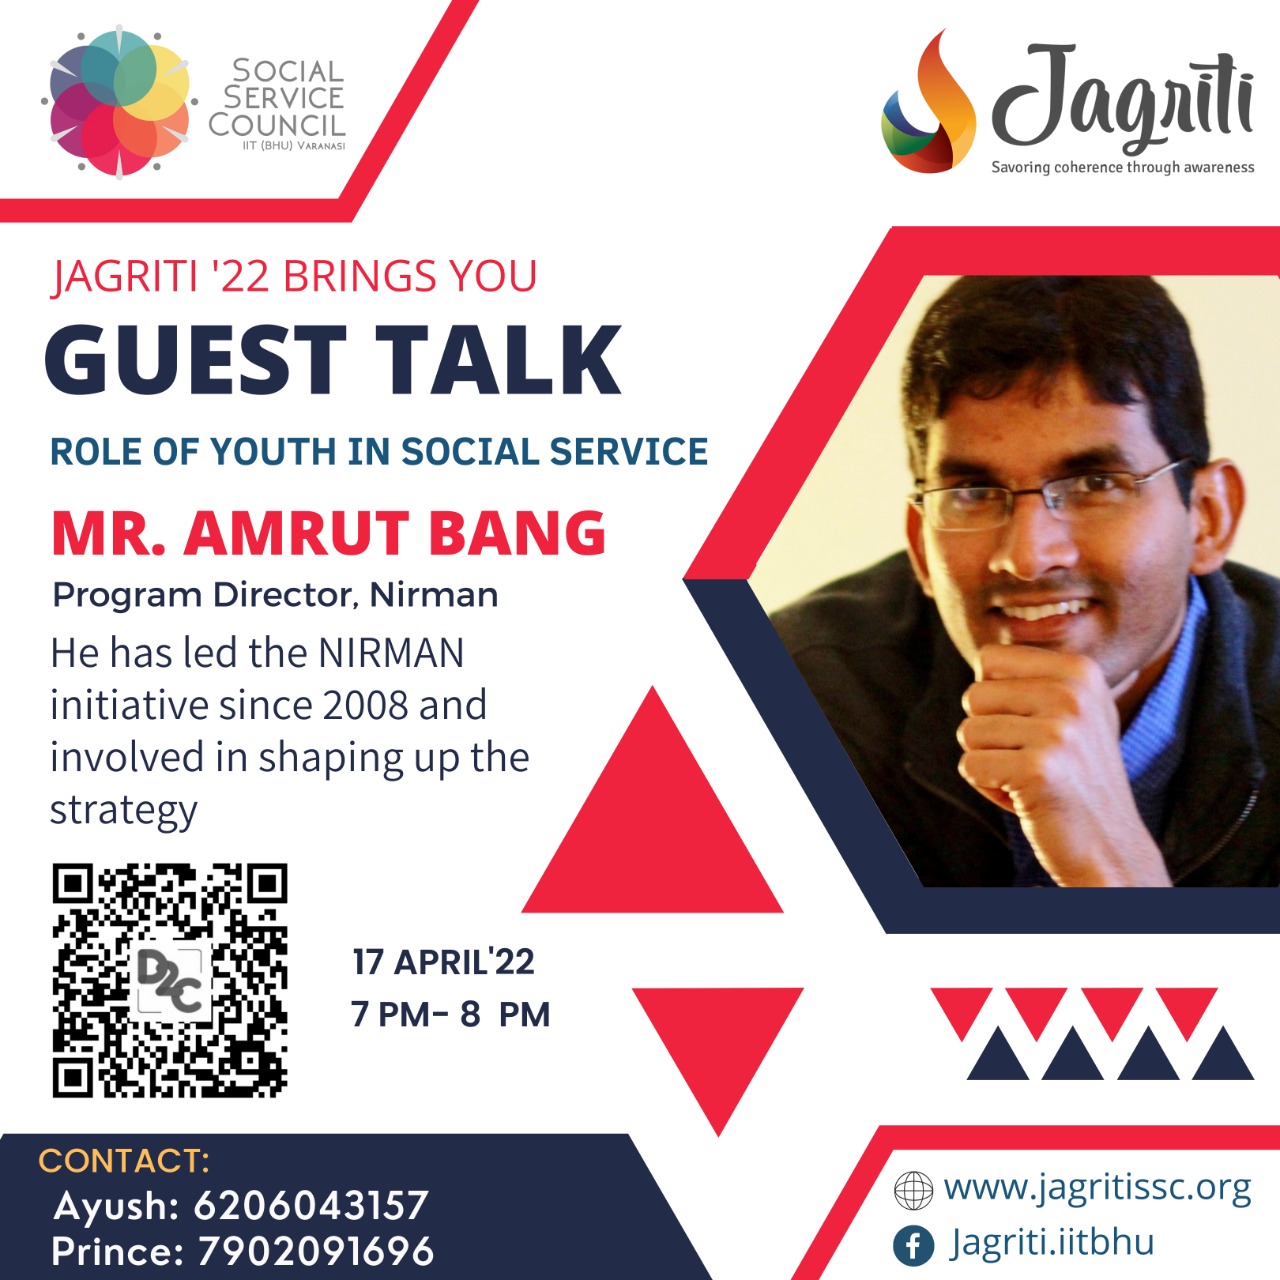 SOCIAL
SERVICE
COUNCIL
IIT (BHU) VARANASI
Jagriti
Savoring coherence through awareness
JAGRITI '22 BRINGS YOU
GUEST TALK
ROLE OF YOUTH IN SOCIAL SERVICE
MR. AMRUT BANG
Program Director, Nirman
He has led the NIRMAN
initiative since 2008 and
involved in shaping up the
strategy
D2C
17 APRIL'22
7 PM- 8 PM
CONTACT:
Ayush: 6206043157
Prince: 7902091696
www.jagritissc.org
Jagriti.iitbhu